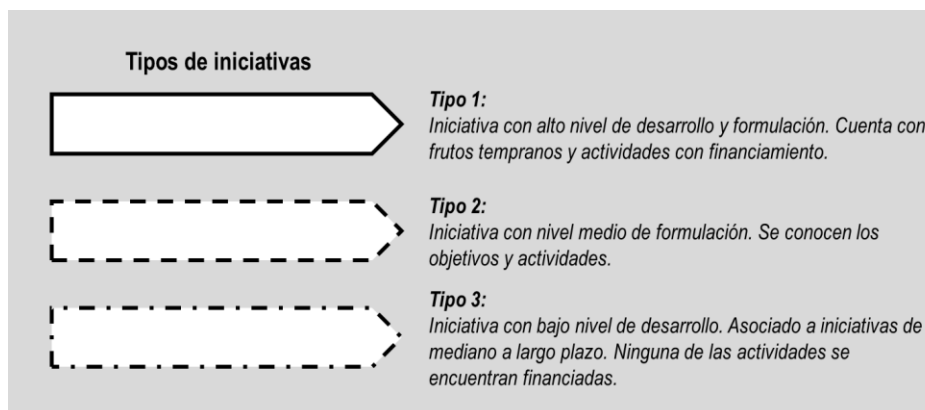 Tipos de iniciativas
Tipo 1:
Iniciativa con alto nivel de desarrollo y formulación. Cuenta con
frutos tempranos y actividades con financiamiento.
Tipo 2:
Iniciativa con nivel medio de formulación. Se conocen los
objetivos y actividades.
Tipo 3:
Iniciativa con bajo nivel de desarrollo. Asociado a iniciativas de
mediano a largo plazo. Ninguna de las actividades se
encuentran financiadas.